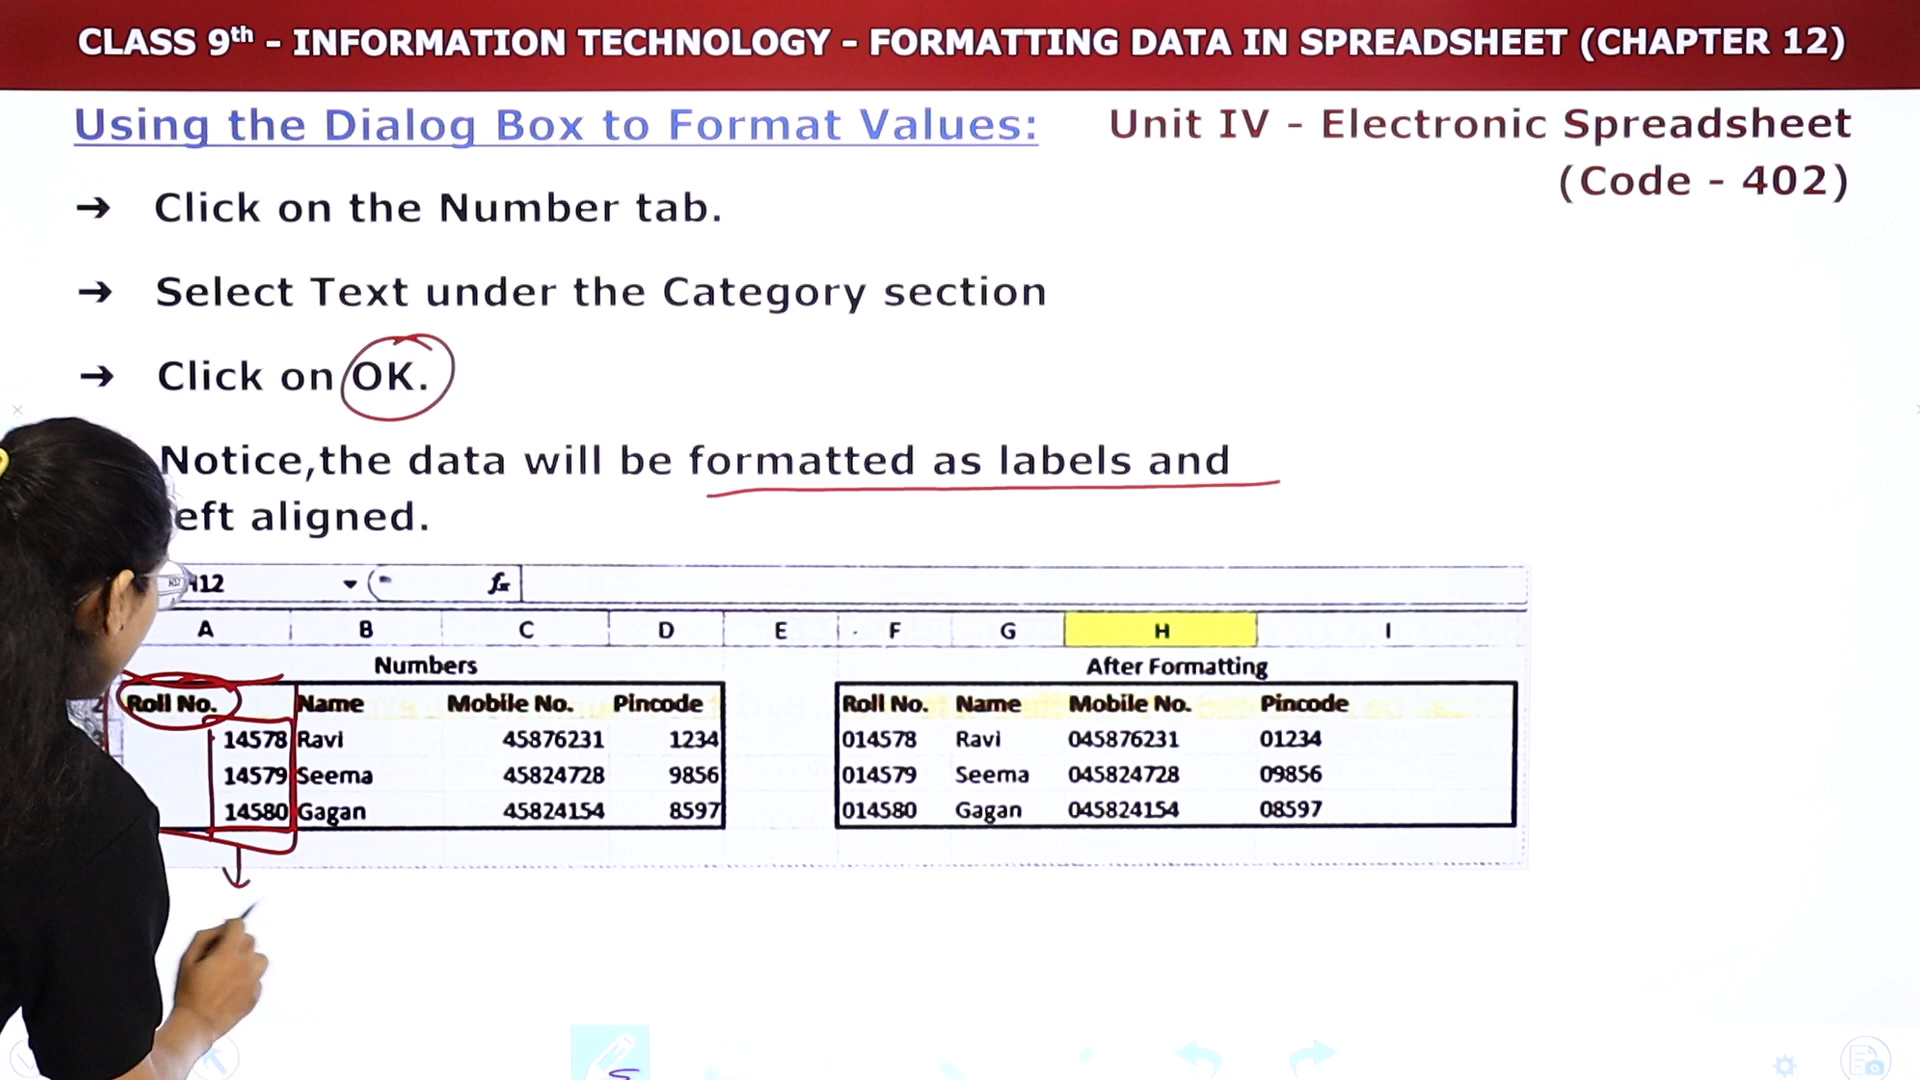 CLASS 9th - INFORMATION TECHNOLOGY - FORMATTING DATA IN SPREADSHEET (CHAPTER 12)
Using the Dialog Box to Format Values:
Unit IV - Electronic Spreadsheet
(Code - 402)
➔ Click on the Number tab.
➔ Select Text under the Category section
➔ Click on OK.
Notice,the data will be formatted as labels and
eft aligned.
12 fx
A B C D E F G H I
Numbers After Formatting
Roll No. Name Mobile No. Pincode Roll No. Name Mobile No. Pincode
14578 Ravi 45876231 1234 014578 Ravi 045876231 01234
14579 Seema 45824728 9856 014579 Seema 045824728 09856
14580 Gagan 45824154 8597 014580 Gagan 045824154 08597